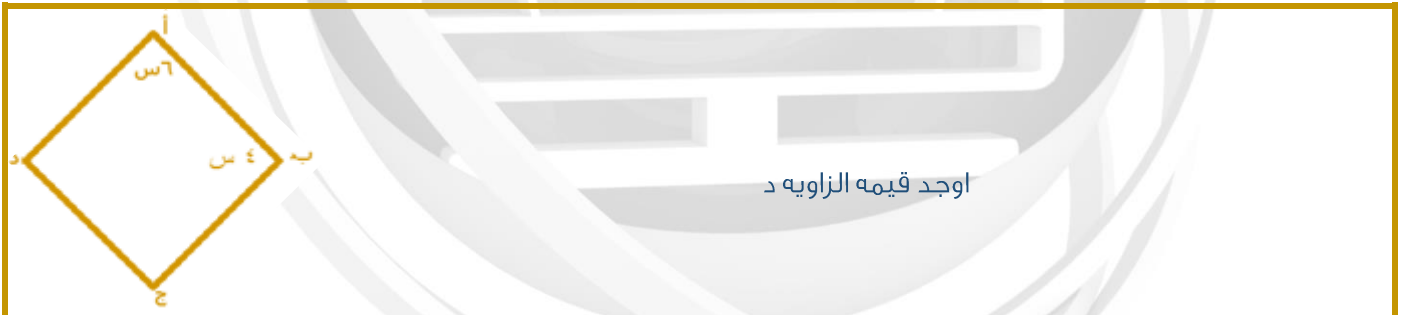 أ
٦س
د
٤ س
ب
اوجد قيمه الزاويه د
ج